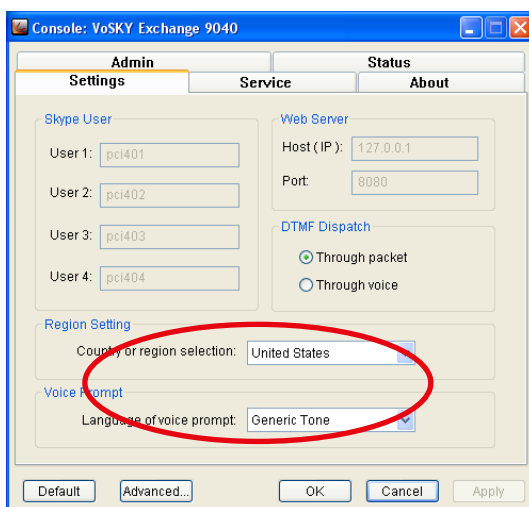 Console: VoSKY Exchange 9040
Admin
Status
Settings
Service
About
Skype User
User 1:
pci401
User 2:
pci402
User 3:
pci403
User 4:
pci404
Web Server
Host ( IP ):
127.0.0.1
Port:
8080
DTMF Dispatch
Through packet
Through voice
Region Setting
Country or region selection:
United States
Voice Prompt
Language of voice prompt:
Generic Tone
Default
Advanced...
OK
Cancel
Apply